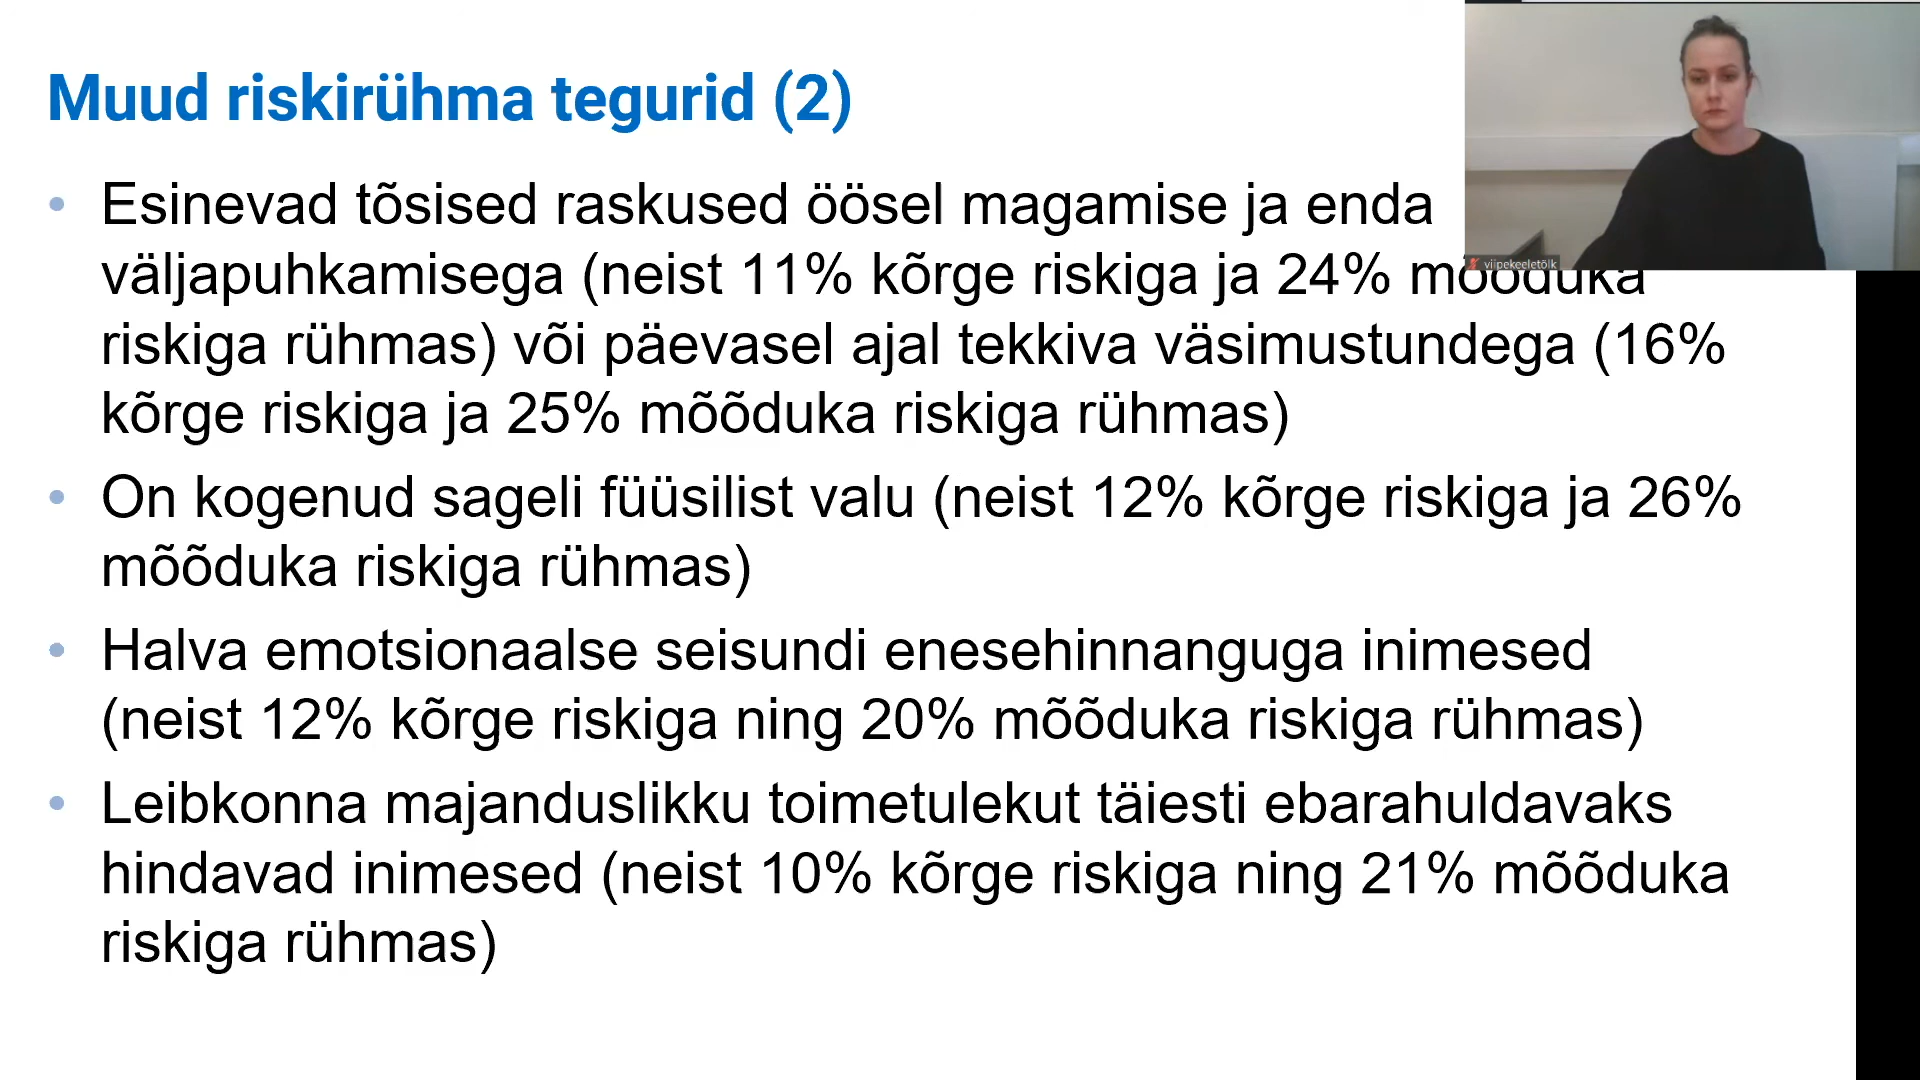 Muud riskirühma tegurid (2)
• Esinevad tõsised raskused öösel magamise ja enda
väljapuhkamisega (neist 11% kõrge riskiga ja 24% mõõduka
riskiga rühmas) või päevasel ajal tekkiva väsimustundega (16%
kõrge riskiga ja 25% mõõduka riskiga rühmas)
• On kogenud sageli füüsilist valu (neist 12% kõrge riskiga ja 26%
mõõduka riskiga rühmas)
• Halva emotsionaalse seisundi enesehinnanguga inimesed
(neist 12% kõrge riskiga ning 20% mõõduka riskiga rühmas)
• Leibkonna majanduslikku toimetulekut täiesti ebarahuldavaks
hindavad inimesed (neist 10% kõrge riskiga ning 21% mõõduka
riskiga rühmas)
viipekeeletõlk